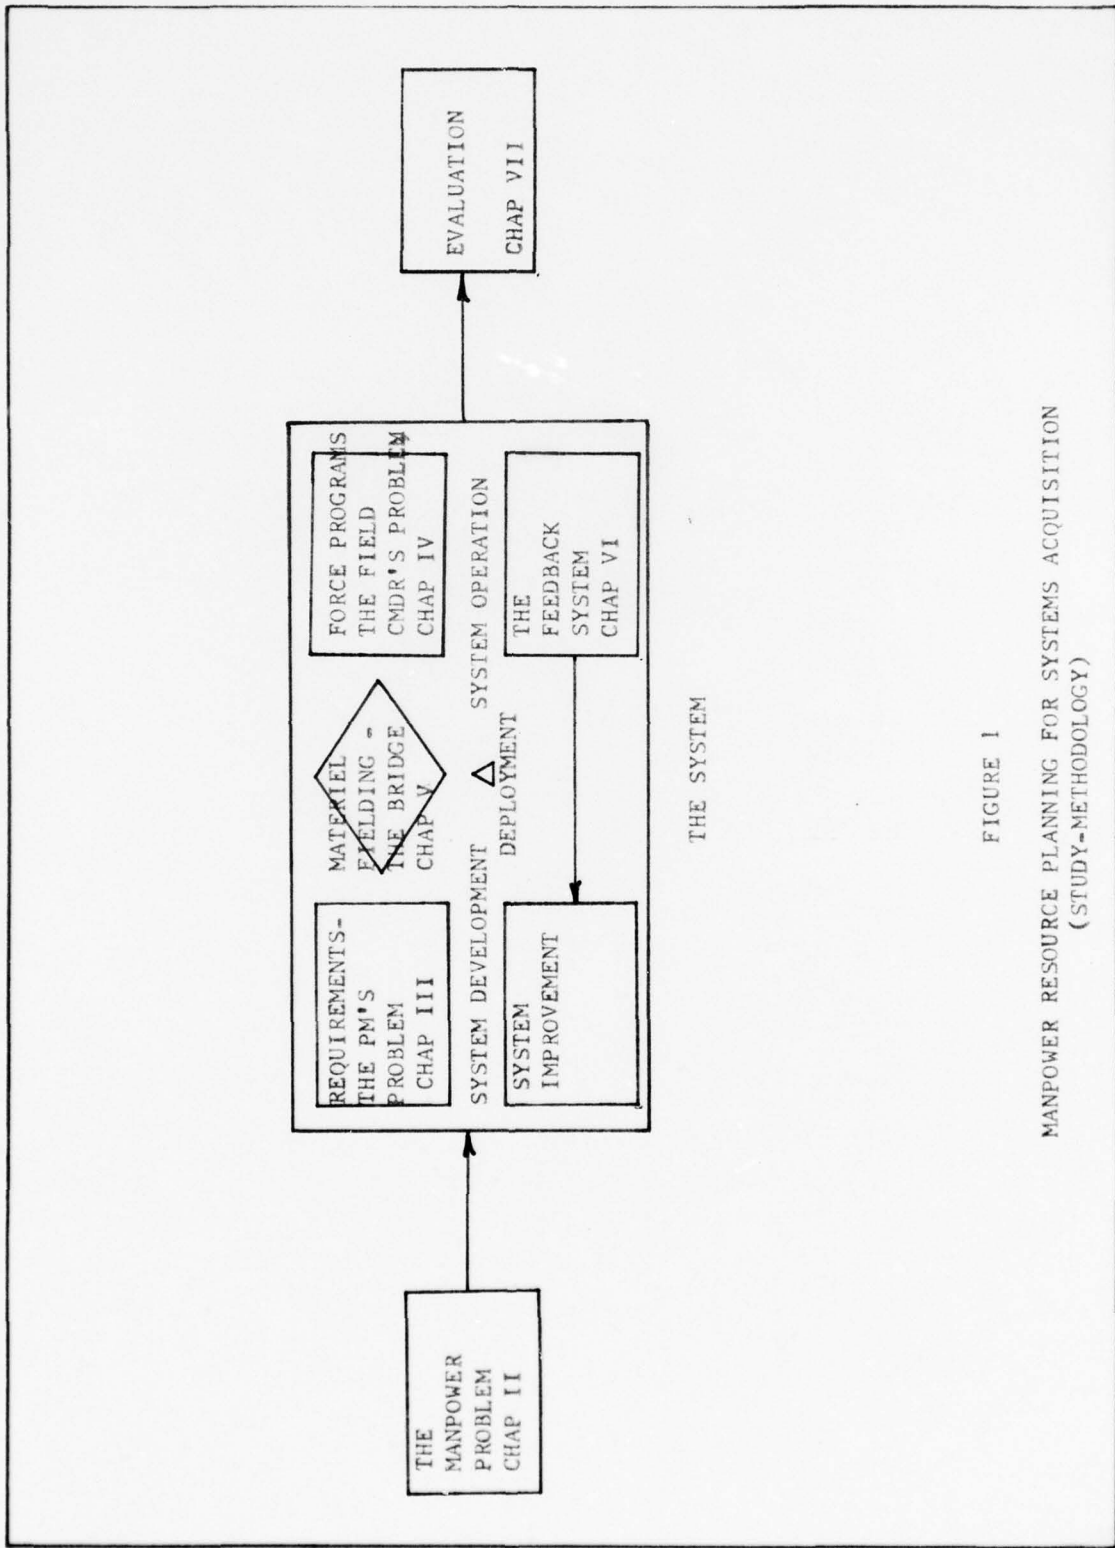 THE
MANPOWER
PROBLEM
CHAP II
REQUIREMENTS-
THE PM'S
PROBLEM
CHAP III
MATERIEL
FIELDING -
THE BRIDGE
CHAP V
FORCE PROGRAMS
THE FIELD
CMDR'S PROBLEM
CHAP IV
SYSTEM DEVELOPMENT
DEPLOYMENT
SYSTEM OPERATION
SYSTEM
IMPROVEMENT
THE
FEEDBACK
SYSTEM
CHAP VI
EVALUATION
CHAP VII
THE SYSTEM
FIGURE 1
MANPOWER RESOURCE PLANNING FOR SYSTEMS ACQUISITION
(STUDY-METHODOLOGY)